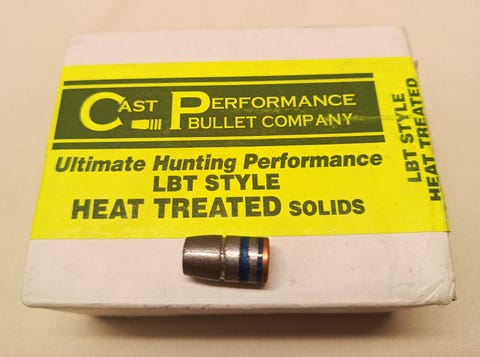 CAST PERFORMANCE
BULLET COMPANY
Ultimate Hunting Performance
LBT STYLE
HEAT TREATED SOLIDS
LBT STYLE
HEAT TREATED